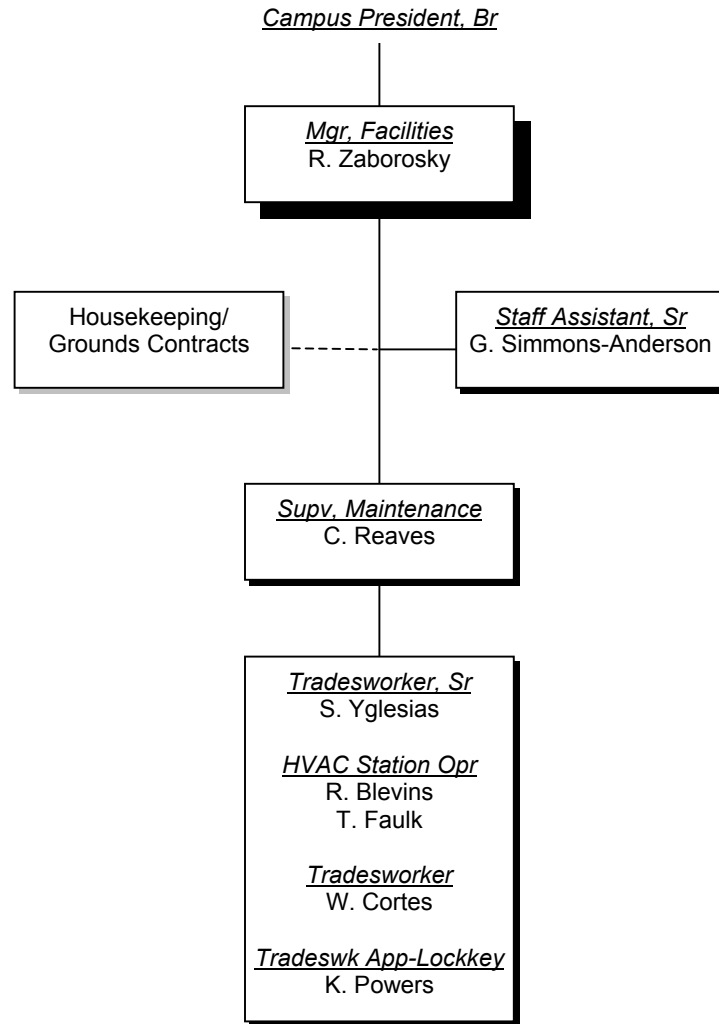 Campus President, Br
Mgr, Facilities
R. Zaborosky
Housekeeping/
Grounds Contracts
Staff Assistant, Sr
G. Simmons-Anderson
Supv, Maintenance
C. Reaves
Tradesworker, Sr
S. Yglesias
HVAC Station Opr
R. Blevins
T. Faulk
Tradesworker
W. Cortes
Tradeswk App-Lockkey
K. Powers